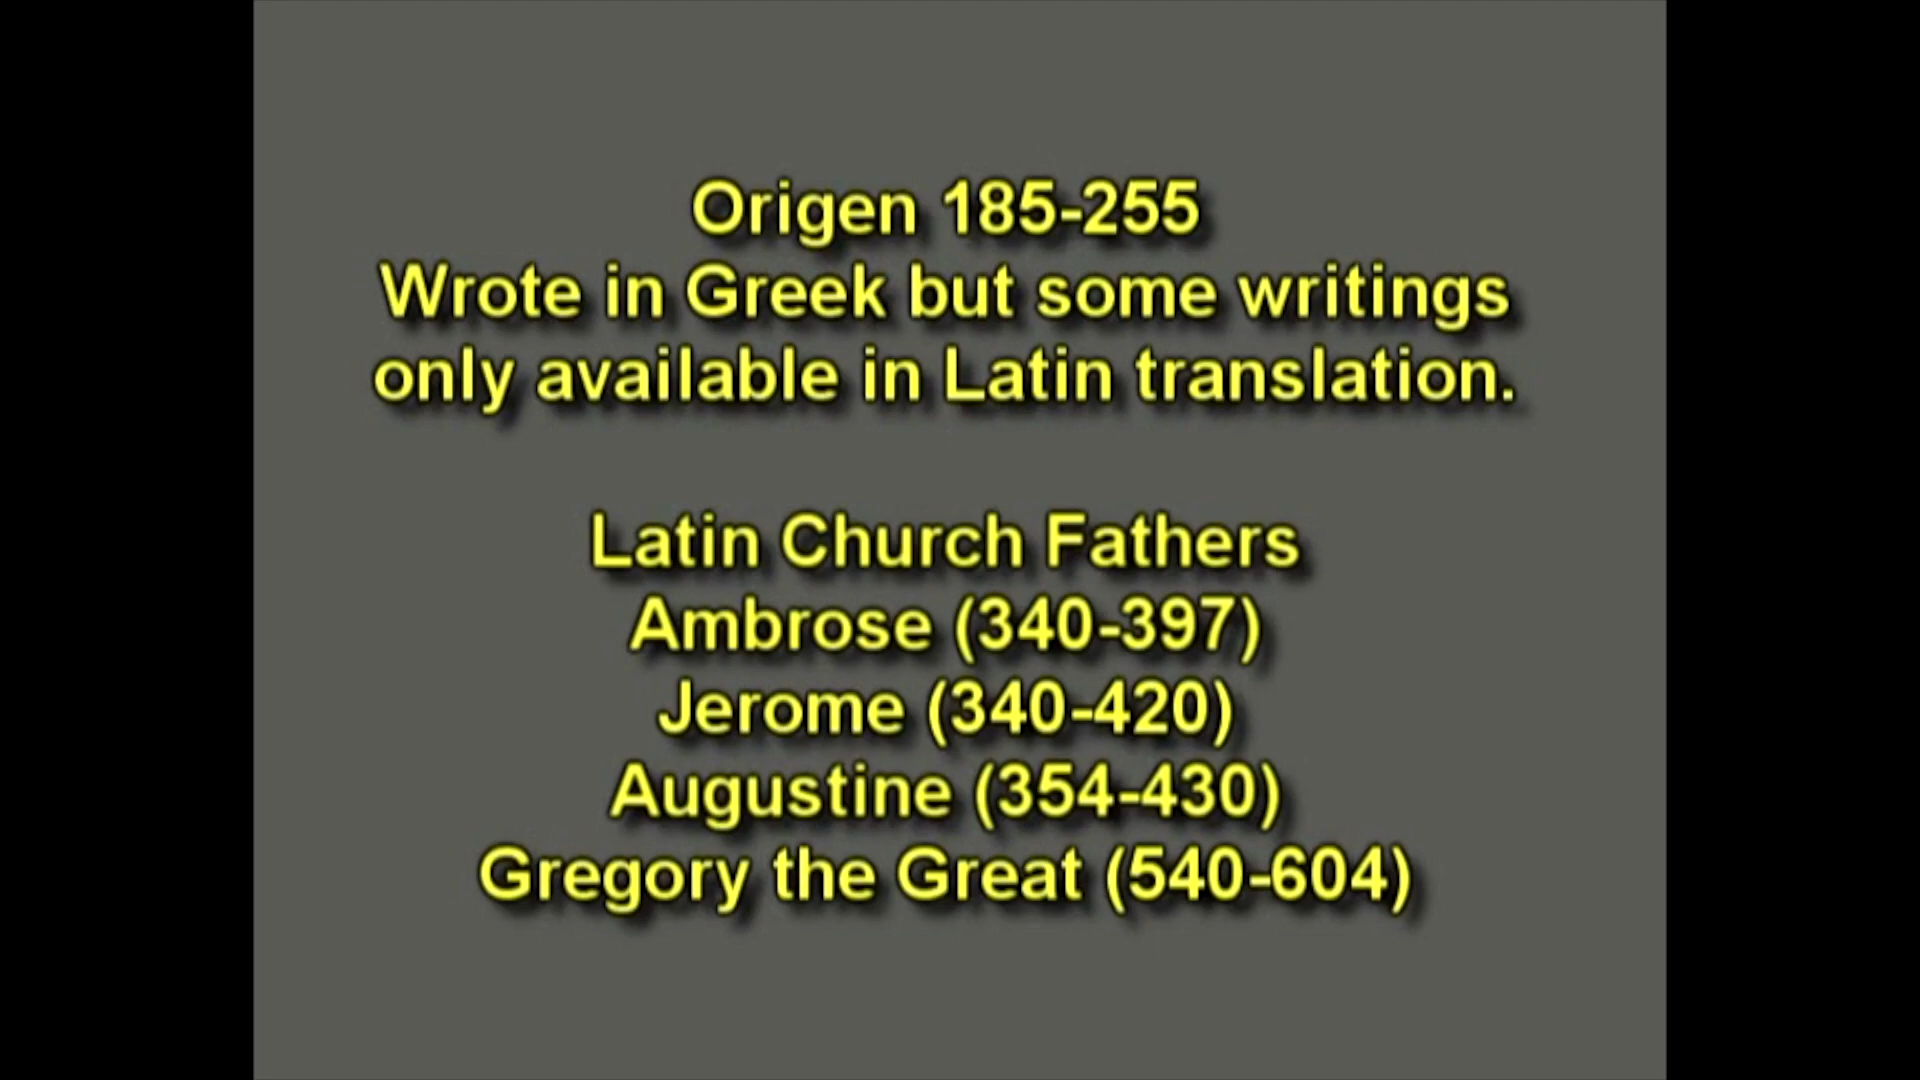 Origen 185-255
Wrote in Greek but some writings
only available in Latin translation.
Latin Church Fathers
Ambrose (340-397)
Jerome (340-420)
Augustine (354-430)
Gregory the Great (540-604)